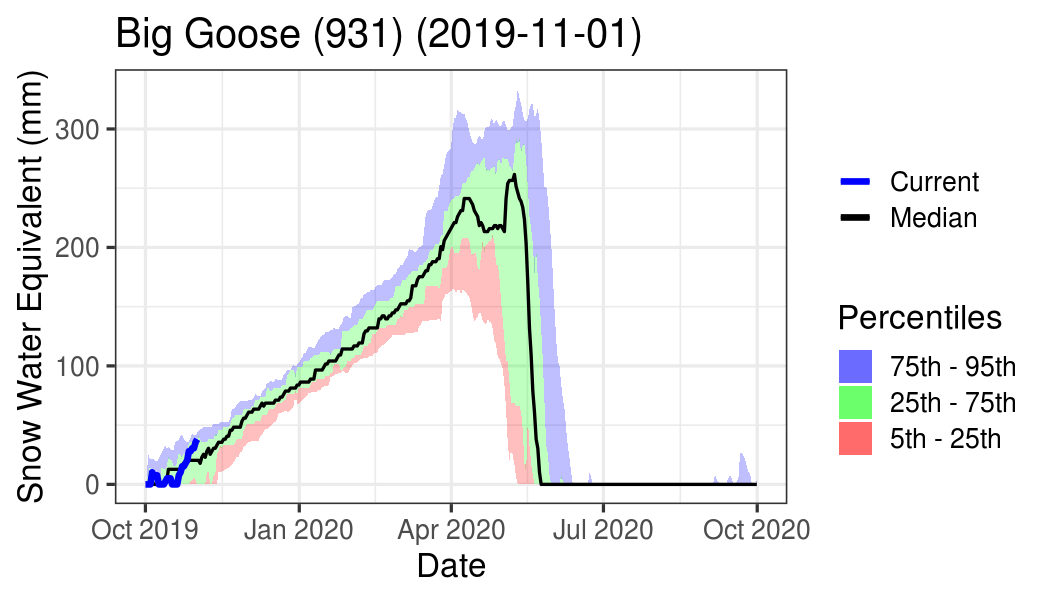 Big Goose (931) (2019-11-01)
Snow Water Equivalent (mm)
300
200
100
0
Oct 2019
Jan 2020
Apr 2020
Jul 2020
Oct 2020
Date
Current
Median
Percentiles
75th - 95th
25th - 75th
5th - 25th